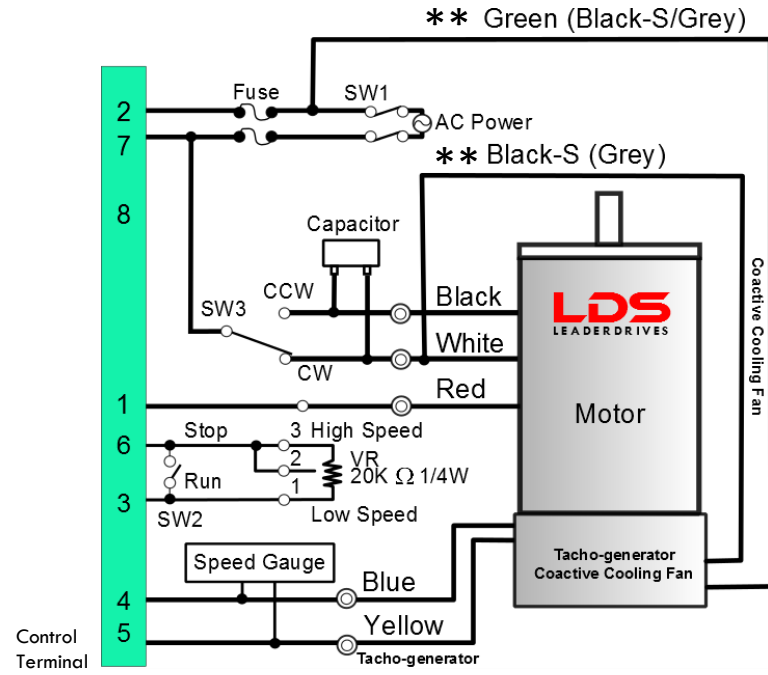 ** Green (Black-S/Grey)
Fuse
SW1
2
AC Power
7
** Black-S (Grey)
8
Capacitor
CCW
Black
SW3
LDS
LEADERDRIVES
White
CW
Coactive Cooling Fan
Red
1
Motor
Stop
3 High Speed
6
2
VR
20K Ω 1/4W
Run
1
3
SW2
Low Speed
Speed Gauge
Tacho-generator
Coactive Cooling Fan
Blue
4
Yellow
5
Control
Terminal
Tacho-generator